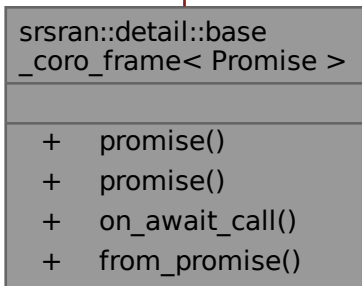 srsran::detail::base
_coro_frame< Promise >
+ promise()
+ promise()
+ on_await_call()
+ from_promise()